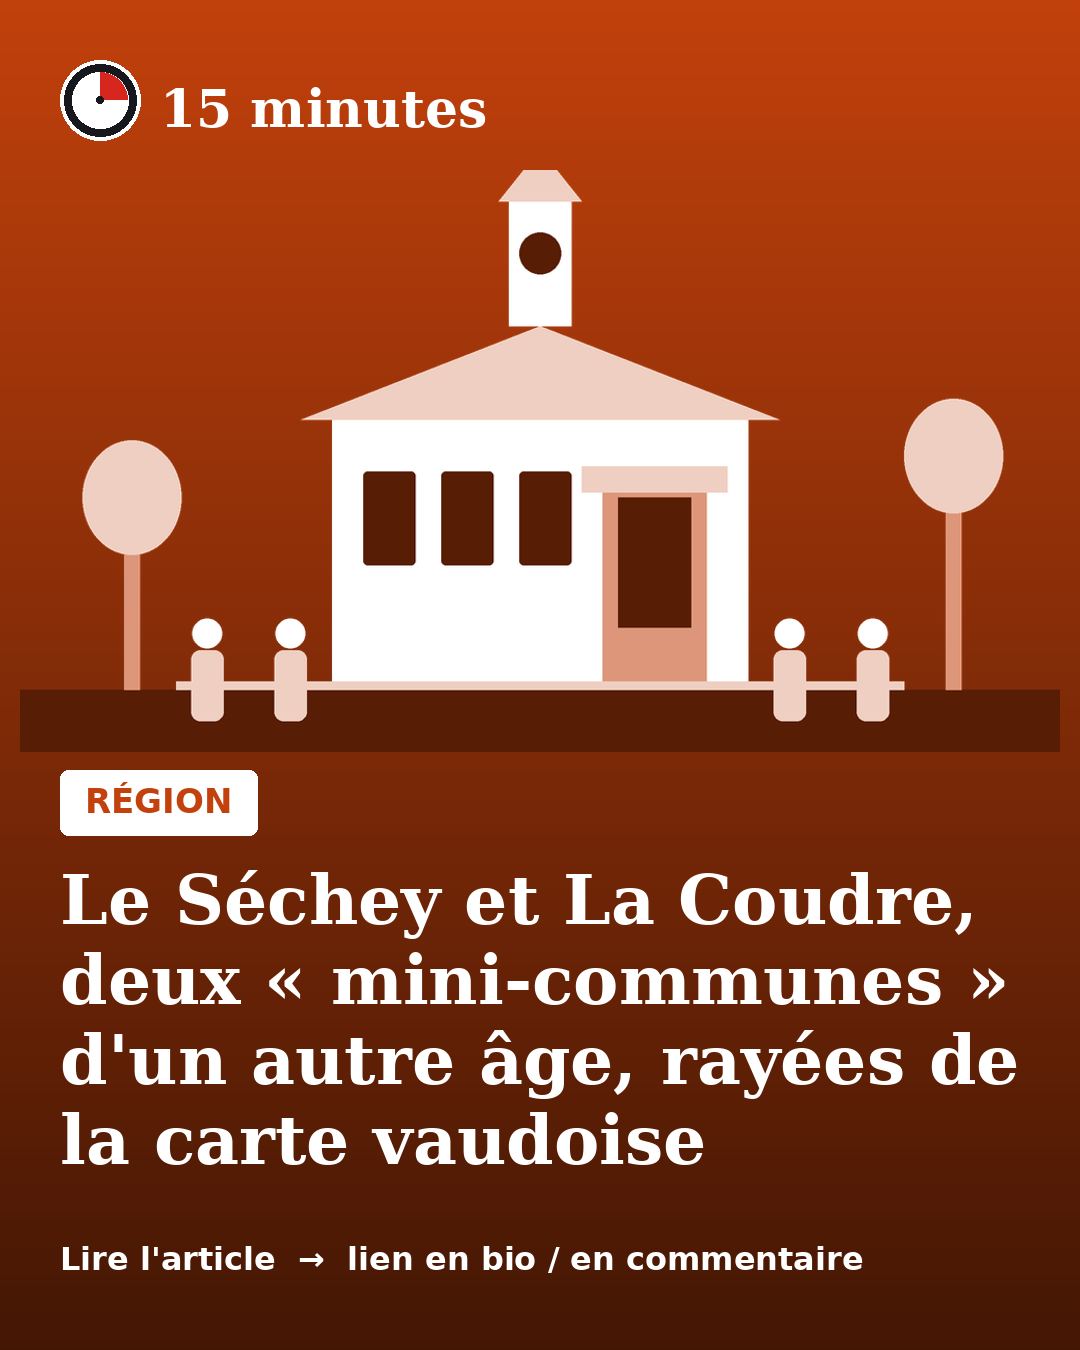 15 minutes
RÉGION
Le Séchey et La Coudre,
deux « mini-communes »
d'un autre âge, rayées de
la carte vaudoise
Lire l'article → lien en bio / en commentaire